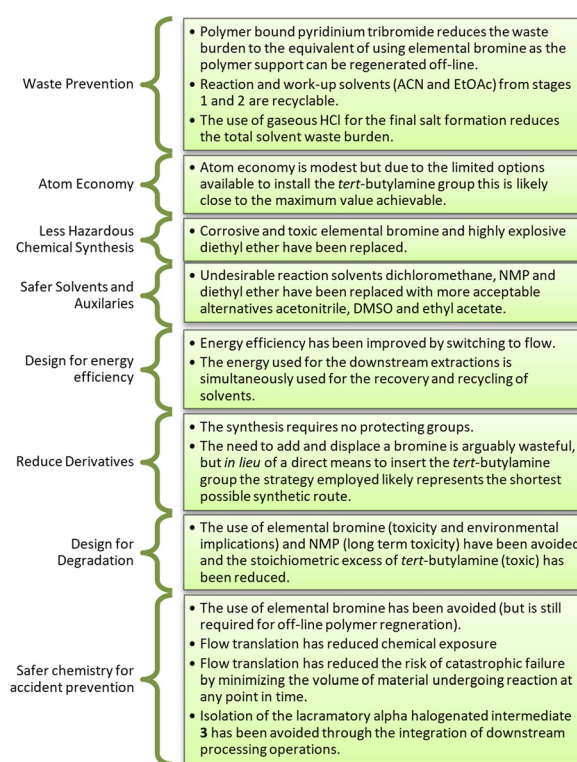 Waste Prevention
• Polymer bound pyridinium tribromide reduces the waste
burden to the equivalent of using elemental bromine as the
polymer support can be regenerated off-line.
• Reaction and work-up solvents (ACN and EtOAc) from stages
1 and 2 are recyclable.
• The use of gaseous HCl for the final salt formation reduces
the total solvent waste burden.
Atom Economy
• Atom economy is modest but due to the limited options
available to install the tert-butylamine group this is likely
close to the maximum value achievable.
Less Hazardous
Chemical Synthesis
• Corrosive and toxic elemental bromine and highly explosive
diethyl ether have been replaced.
Safer Solvents and
Auxilaries
• Undesirable reaction solvents dichloromethane, NMP and
diethyl ether have been replaced with more acceptable
alternatives acetonitrile, DMSO and ethyl acetate.
Design for energy
efficiency
• Energy efficiency has been improved by switching to flow.
• The energy used for the downstream extractions is
simultaneously used for the recovery and recycling of
solvents.
Reduce Derivatives
• The synthesis requires no protecting groups.
• The need to add and displace a bromine is arguably wasteful,
but in lieu of a direct means to insert the tert-butylamine
group the strategy employed likely represents the shortest
possible synthetic route.
Design for
Degradation
• The use of elemental bromine (toxicity and environmental
implications) and NMP (long term toxicity) have been avoided
and the stoichiometric excess of tert-butylamine (toxic) has
been reduced.
Safer chemistry for
accident prevention
• The use of elemental bromine has been avoided (but is still
required for off-line polymer regneration).
• Flow translation has reduced chemical exposure
• Flow translation has reduced the risk of catastrophic failure
by minimizing the volume of material undergoing reaction at
any point in time.
• Isolation of the lacramatory alpha halogenated intermediate
3 has been avoided through the integration of downstream
processing operations.